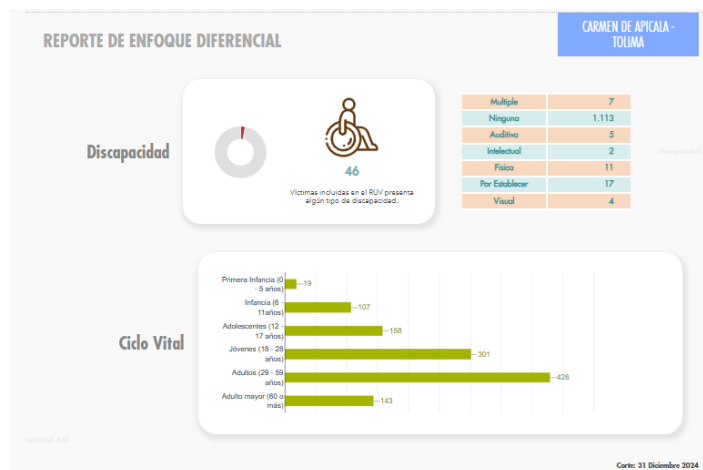 REPORTE DE ENFOQUE DIFERENCIAL
CARMEN DE APICALA -
TOLIMA
Discapacidad
46
Víctimas incluidas en el RUV presenta
algún tipo de discapacidad.
Multiple 7
Ninguna 1.113
Auditiva 5
Intelectual 2
Fisica 11
Por Establecer 17
Visual 4
Discapacidad
Ciclo Vital
Primera Infancia (0
- 5 años) 19
Infancia (6 -
11años) 107
Adolescentes (12 -
17 años) 158
Jóvenes (18 - 28
años) 301
Adultos (29 - 59
años) 428
Adulto mayor (60 o
más) 143
Corte: 31 Diciembre 2024